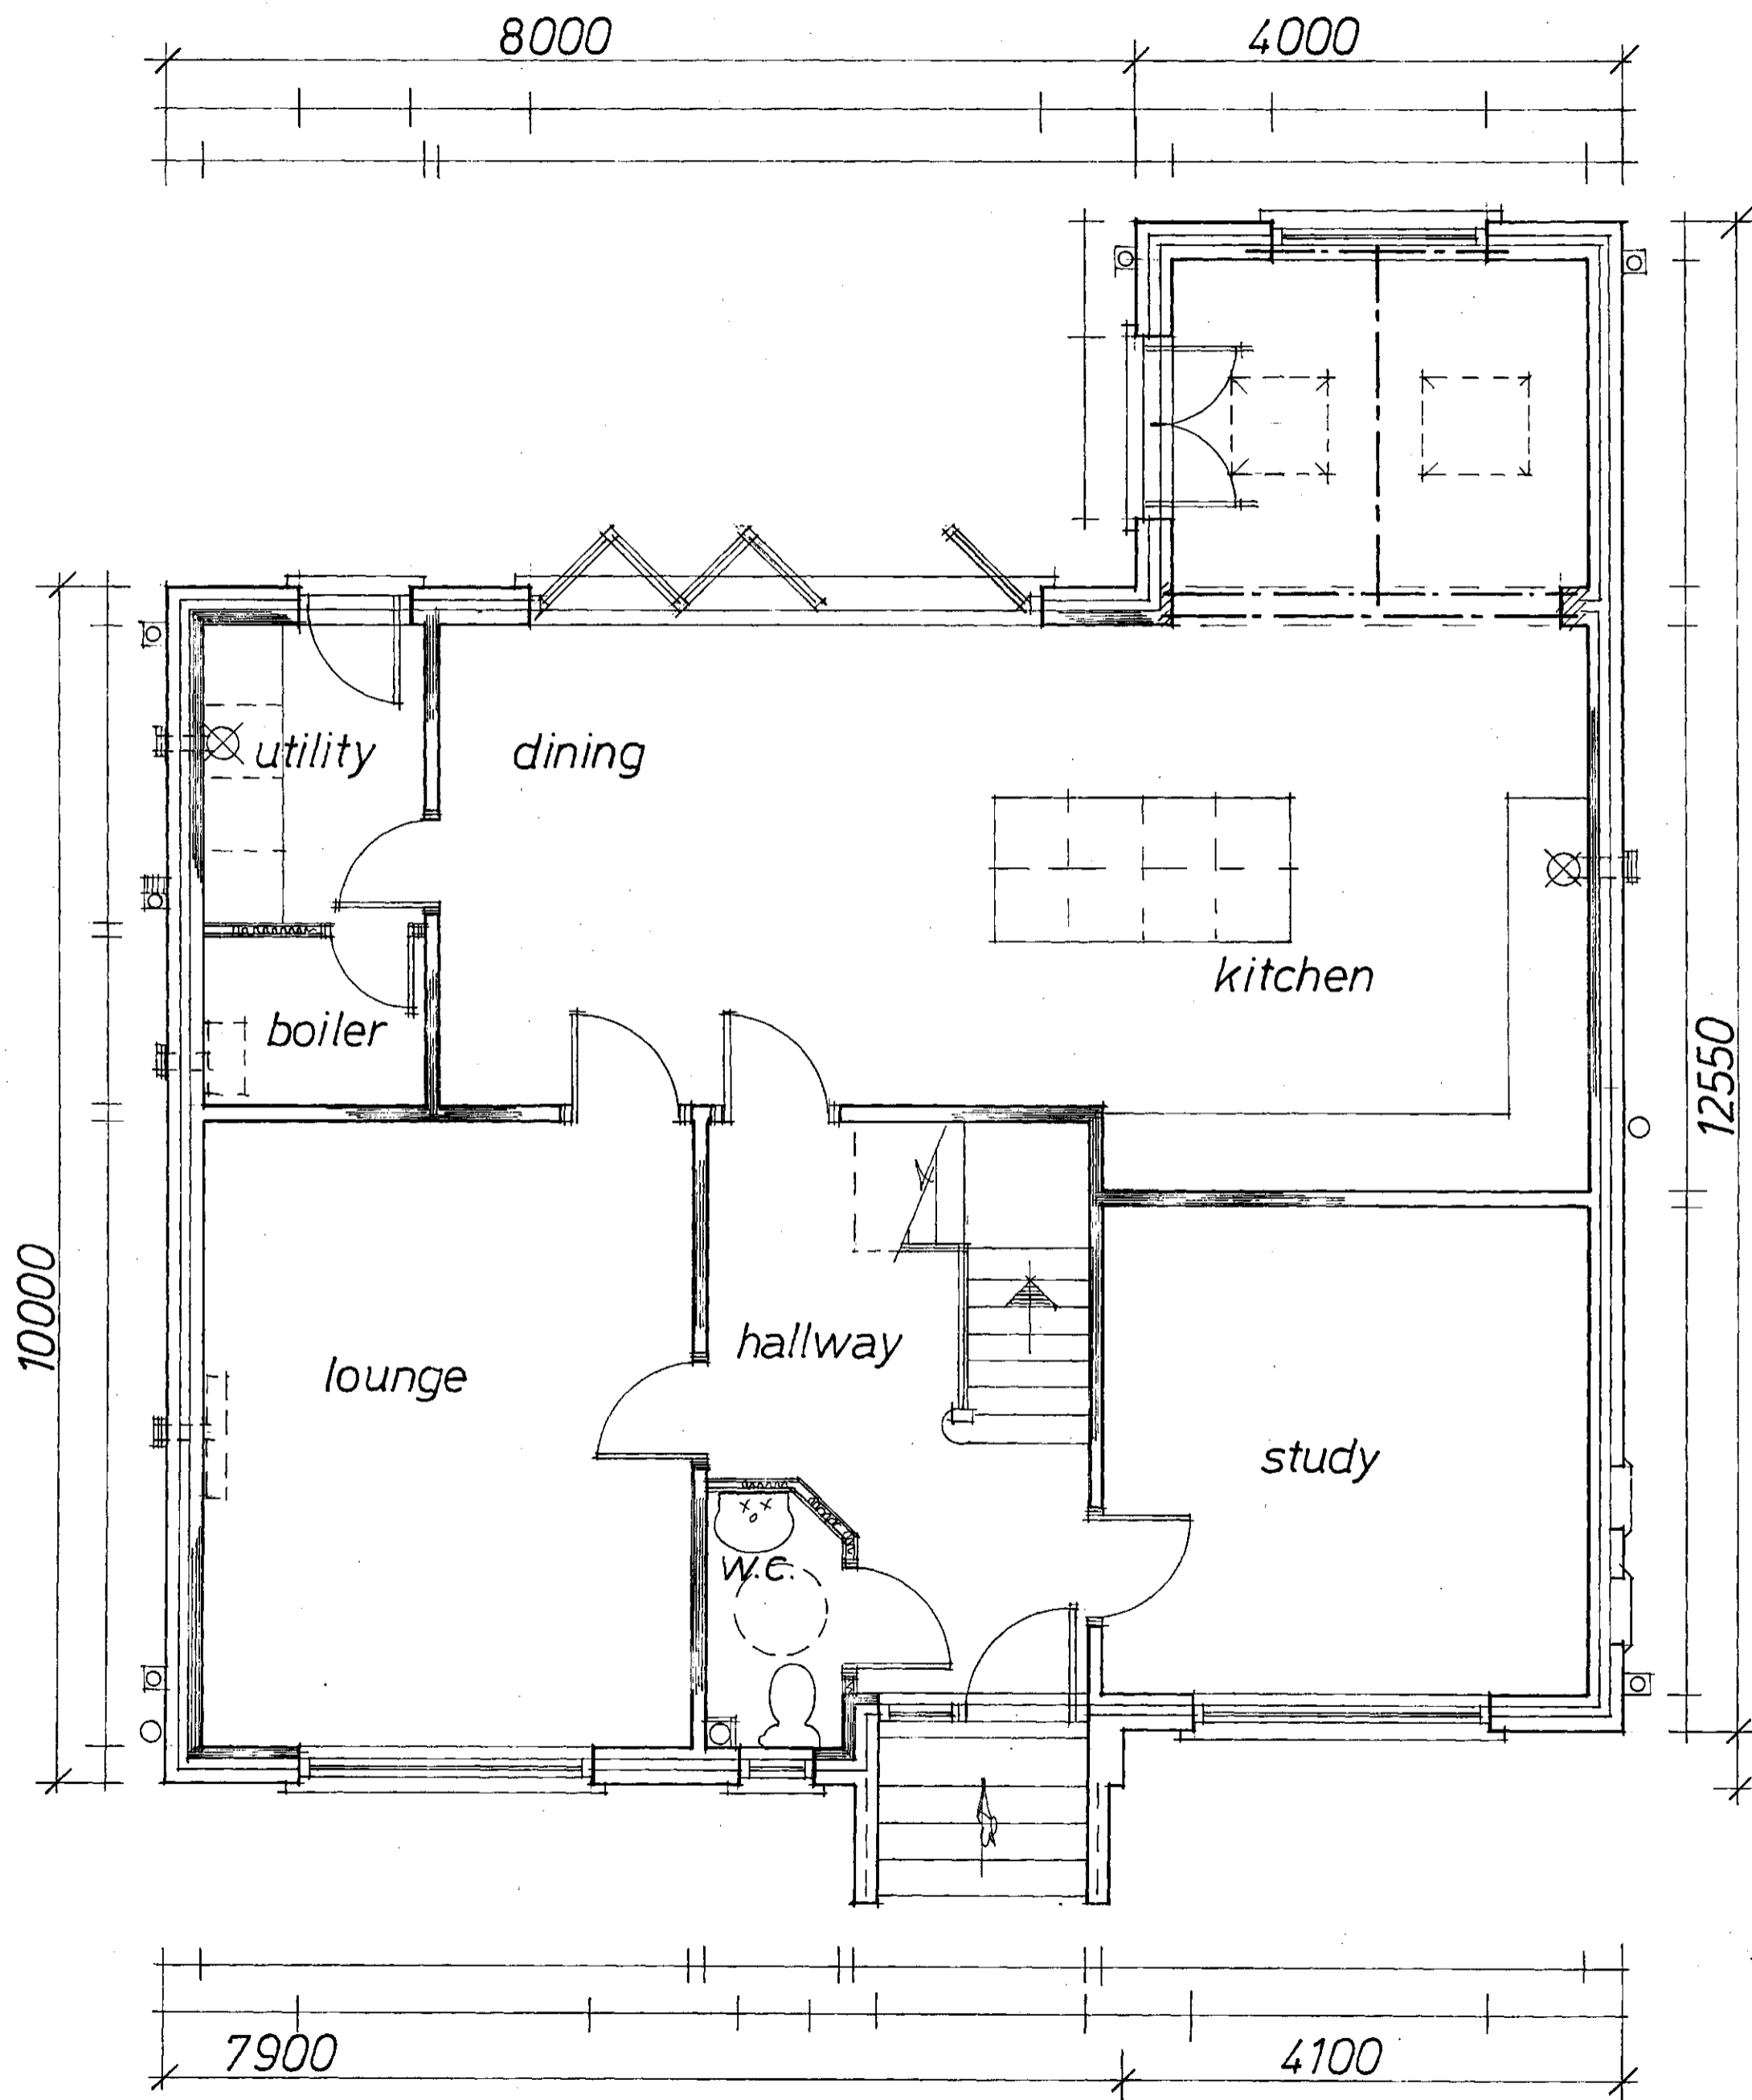 8000
4000
utility
dining
kitchen
boiler
12550
10000
hallway
lounge
study
w.c.
7900
4100